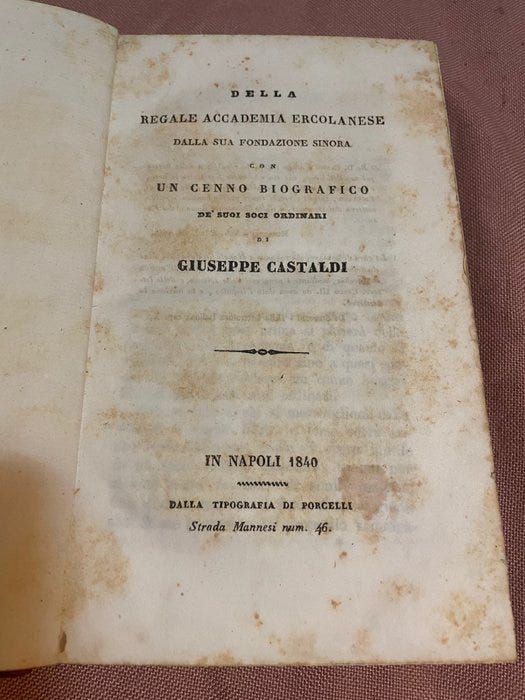 DELLA
REGALE ACCADEMIA ERCOLANESE
DALLA SUA FONDAZIONE SINORA
CON
UN CENNO BIOGRAFICO
DE' SUOI SOCI ORDINARI
DI
GIUSEPPE CASTALDI
IN NAPOLI 1840
DALLA TIPOGRAFIA DI PORCELLI
Strada Mannesi num. 46.